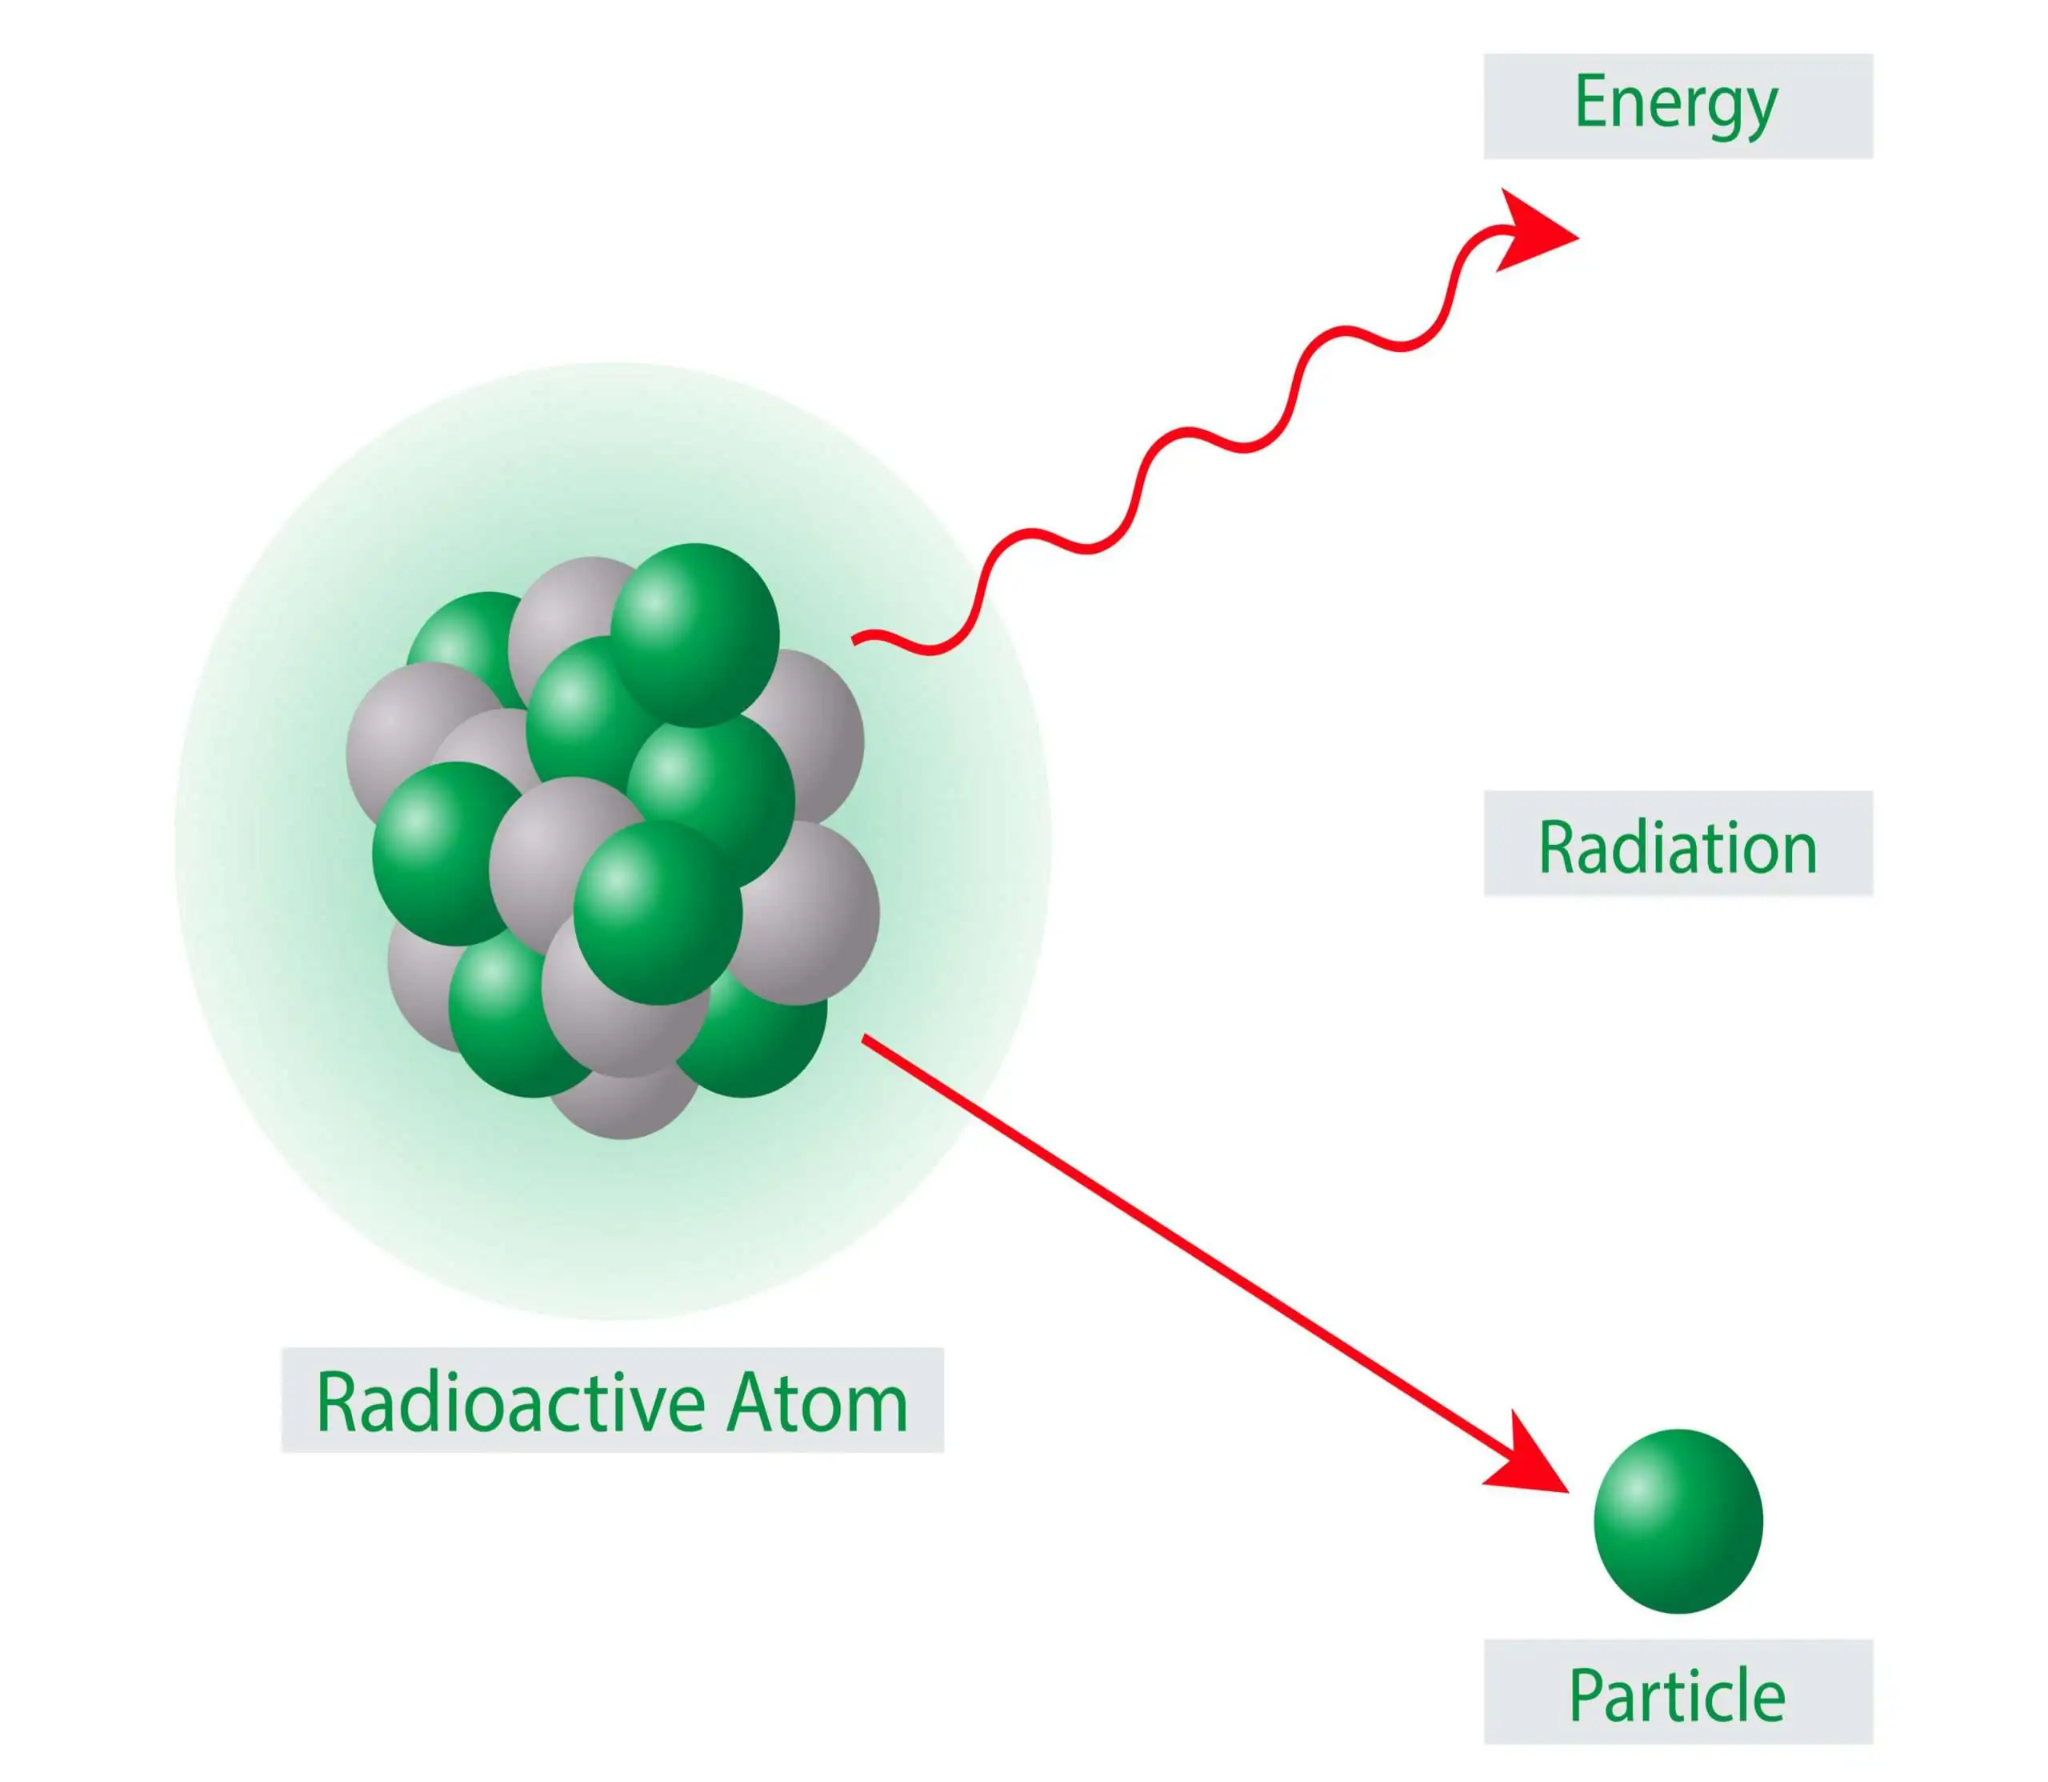 Energy
Radiation
Radioactive Atom
Particle